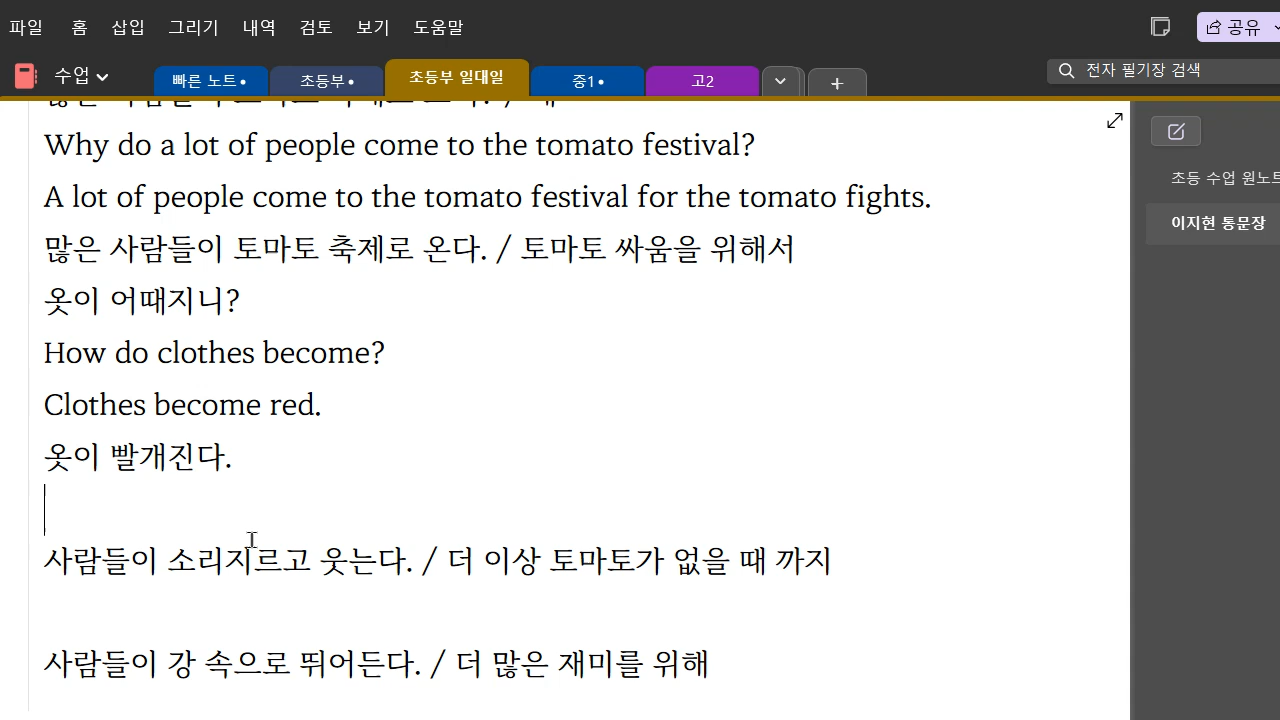 파일 홈 삽입 그리기 내역 검토 보기 도움말 공유
수업 빠른 노트 초등부 초등부 일대일 중1 고2 + 전자 필기장 검색
Why do a lot of people come to the tomato festival?
A lot of people come to the tomato festival for the tomato fights.
많은 사람들이 토마토 축제로 온다. / 토마토 싸움을 위해서
옷이 어때지니?
How do clothes become?
Clothes become red.
옷이 빨개진다.
사람들이 소리지르고 웃는다. / 더 이상 토마토가 없을 때 까지
사람들이 강 속으로 뛰어든다. / 더 많은 재미를 위해
초등 수업 원노트
이지현 통문장